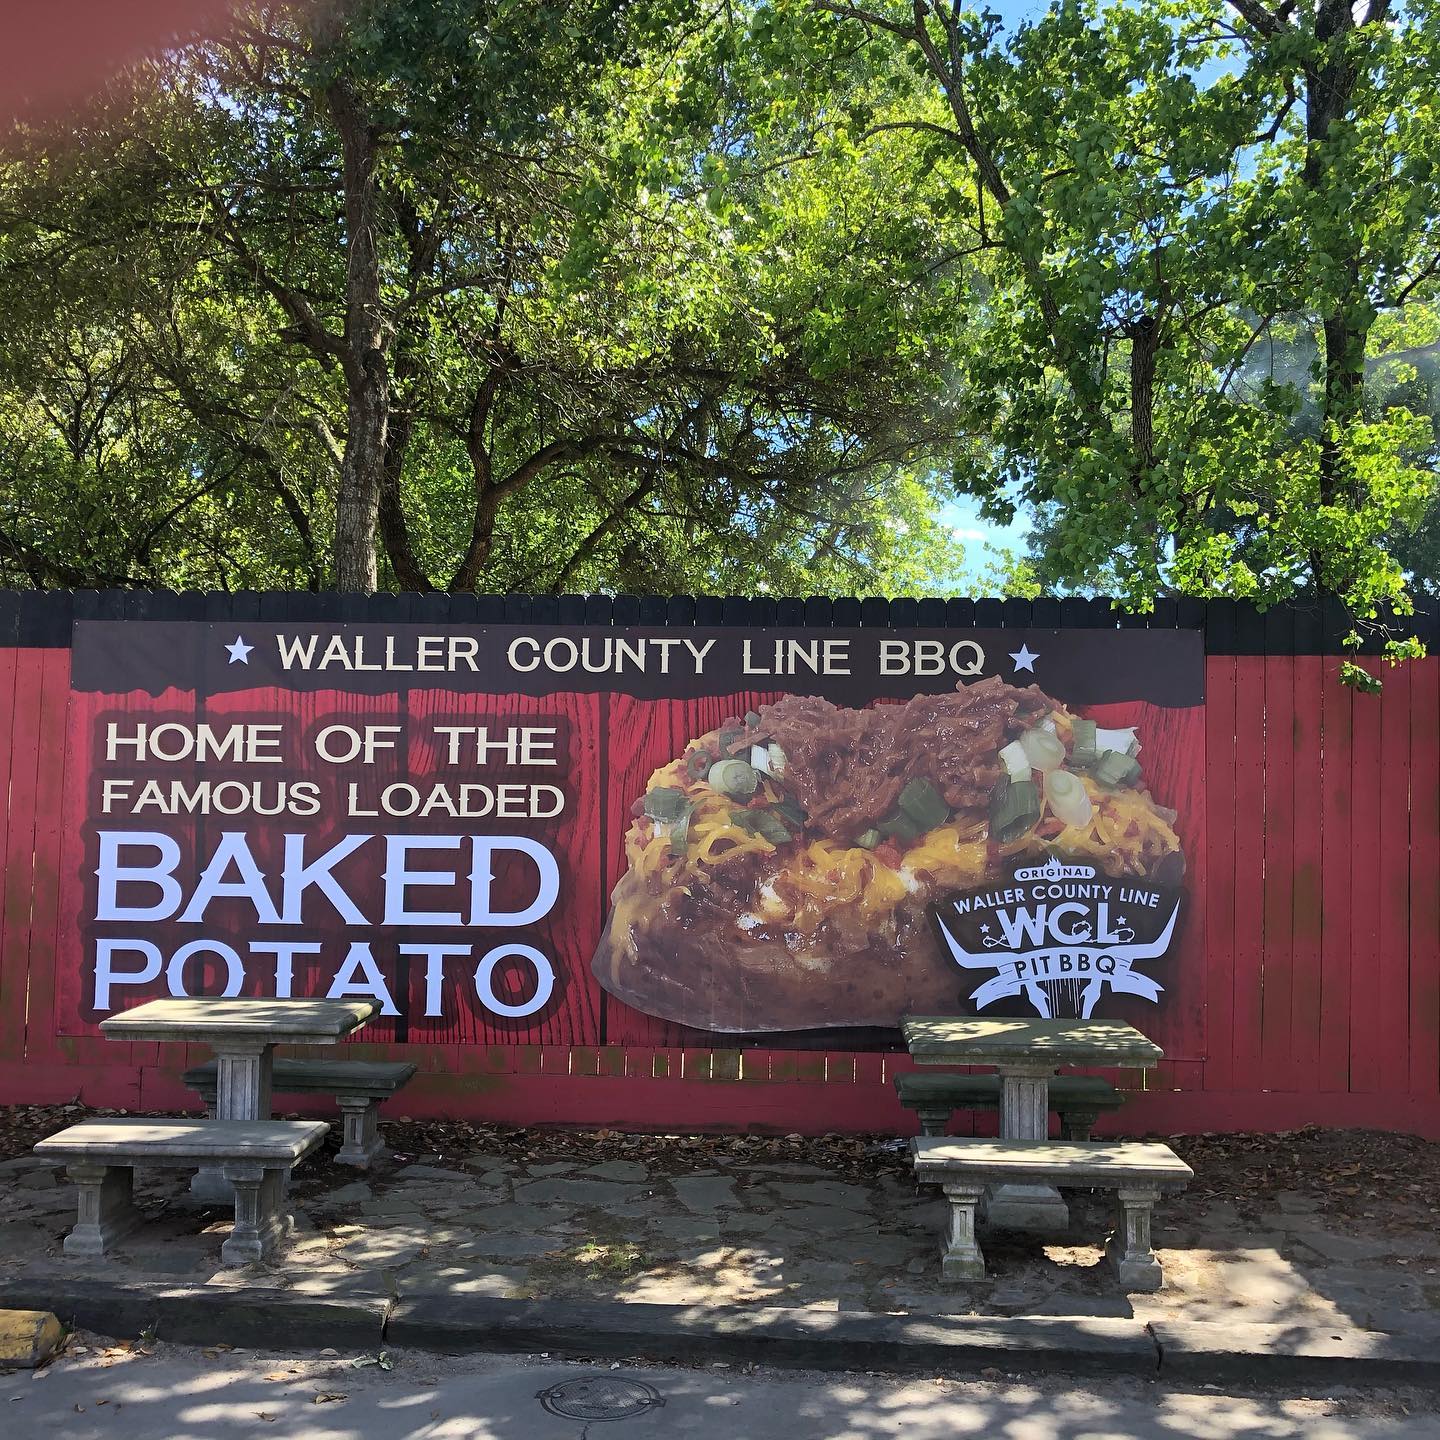 WALLER COUNTY LINE BBQ
HOME OF THE
FAMOUS LOADED
BAKED
POTATO
ORIGINAL
WALLER COUNTY LINE
WCL
PIT BBQ